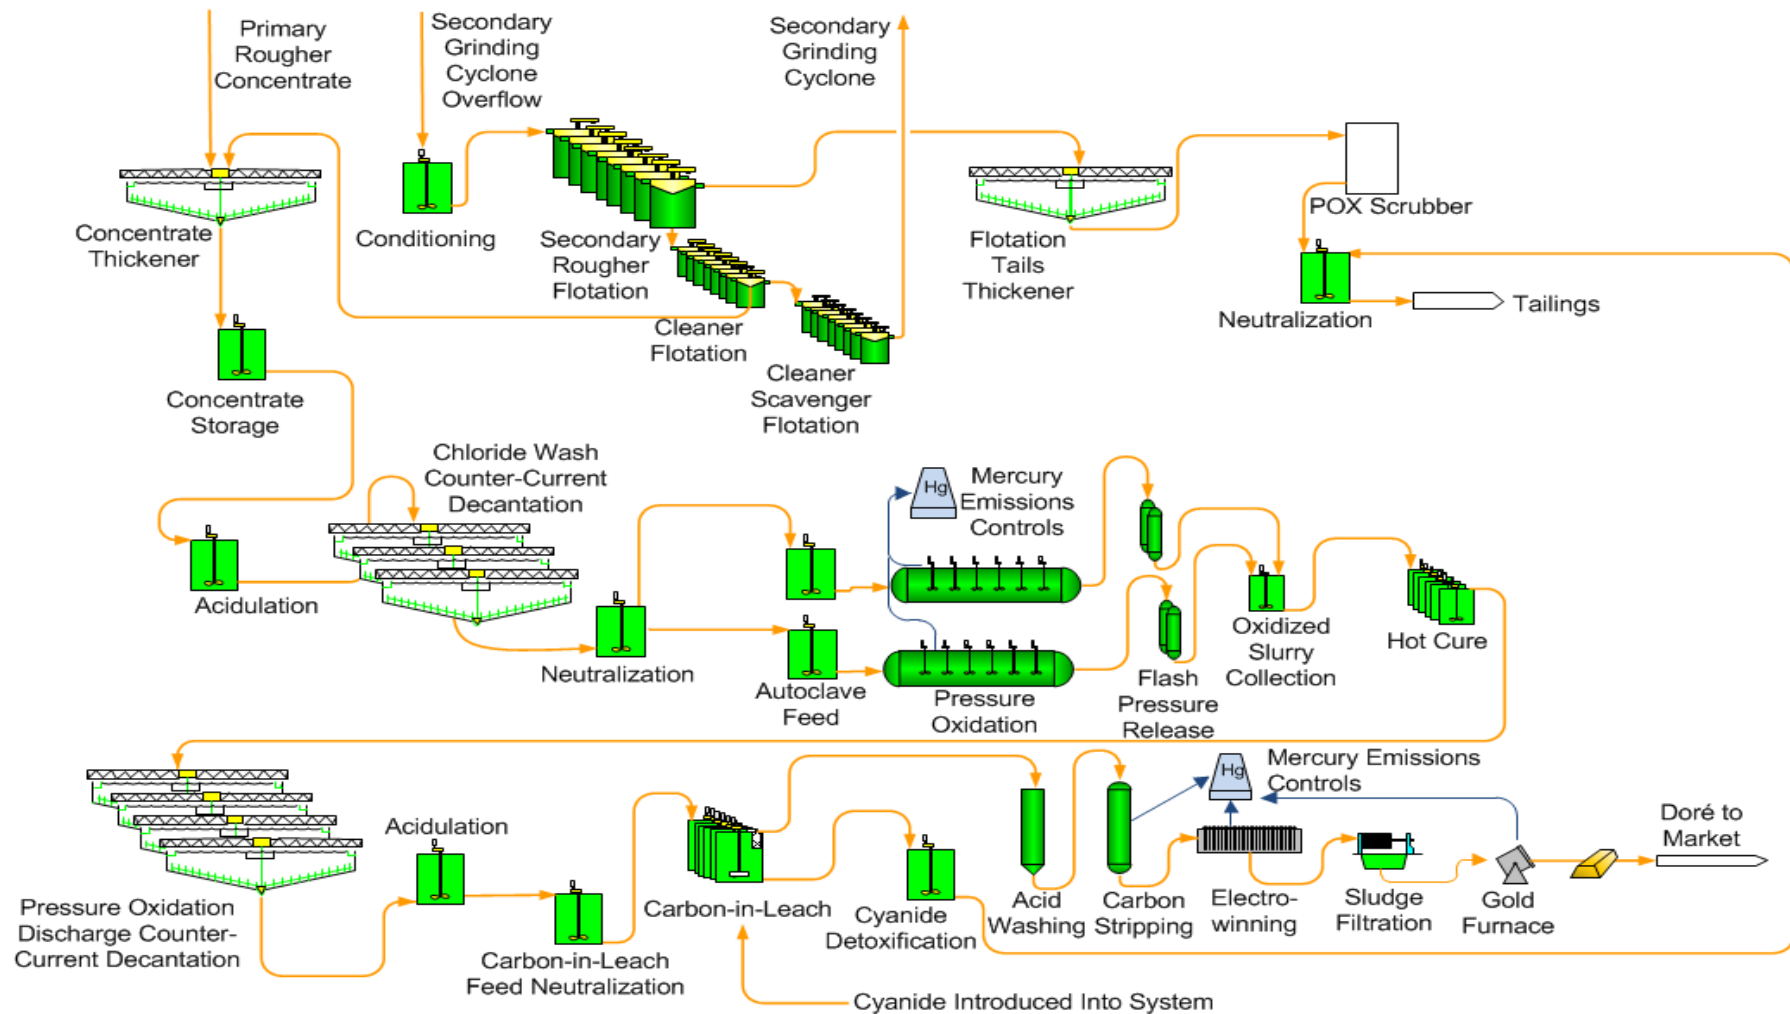 Primary
Rougher
Concentrate
Secondary
Grinding
Cyclone
Overflow
Secondary
Grinding
Cyclone
POX Scrubber
Concentrate
Thickener
Conditioning
Secondary
Rougher
Flotation
Flotation
Tails
Thickener
Neutralization
Tailings
Cleaner
Flotation
Cleaner
Scavenger
Flotation
Concentrate
Storage
Chloride Wash
Counter-Current
Decantation
Hg
Mercury
Emissions
Controls
Acidulation
Neutralization
Autoclave
Feed
Pressure
Oxidation
Flash
Pressure
Release
Oxidized
Slurry
Collection
Hot Cure
Pressure Oxidation
Discharge Counter-
Current Decantation
Acidulation
Carbon-in-Leach
Feed Neutralization
Carbon-in-Leach
Cyanide
Detoxification
Acid
Washing
Carbon
Stripping
Hg
Mercury Emissions
Controls
Electro-
winning
Sludge
Filtration
Gold
Furnace
Doré to
Market
Cyanide Introduced Into System